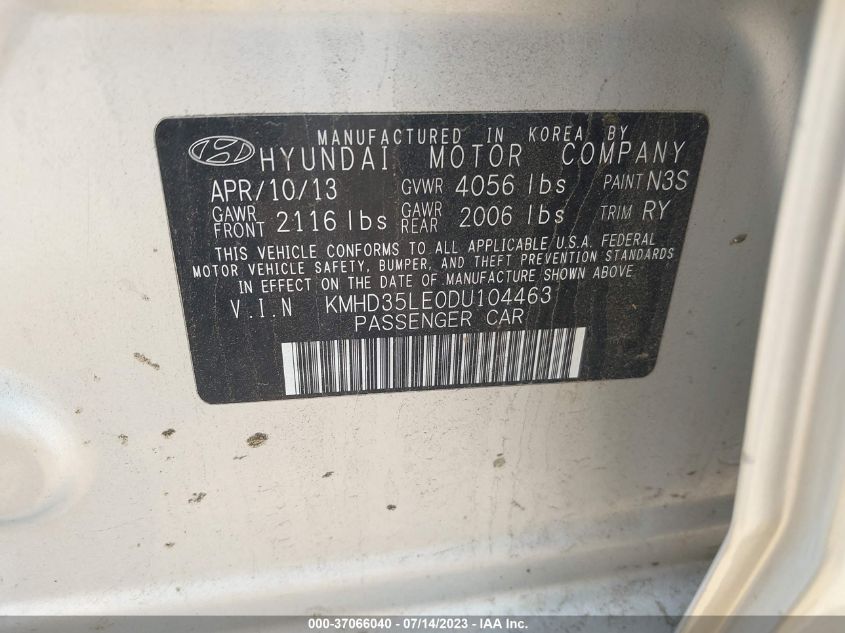 MANUFACTURED IN KOREA BY
HYUNDAI MOTOR COMPANY
APR/10/13 GVWR 4056 lbs PAINT N3S
GAWR FRONT 2116 lbs GAWR REAR 2006 lbs TRIM RY
THIS VEHICLE CONFORMS TO ALL APPLICABLE U.S.A. FEDERAL
MOTOR VEHICLE SAFETY, BUMPER, AND THEFT PREVENTION STANDARDS
IN EFFECT ON THE DATE OF MANUFACTURE SHOWN ABOVE.
V.I.N KMHD35LE0DU104463
PASSENGER CAR
000-37066040 - 07/14/2023 - IAA Inc.